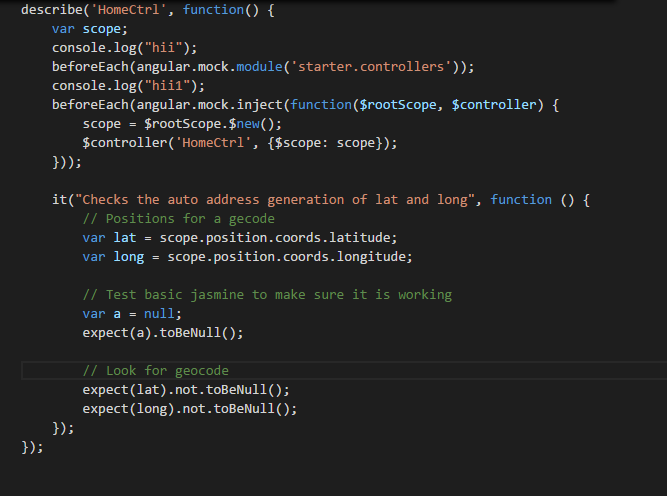 describe('HomeCtrl', function() {
    var scope;
    console.log("hii");
    beforeEach(angular.mock.module('starter.controllers'));
    console.log("hii1");
    beforeEach(angular.mock.inject(function($rootScope, $controller) {
        scope = $rootScope.$new();
        $controller('HomeCtrl', {$scope: scope});
    }));

    it("Checks the auto address generation of lat and long", function () {
        // Positions for a gecode
        var lat = scope.position.coords.latitude;
        var long = scope.position.coords.longitude;

        // Test basic jasmine to make sure it is working
        var a = null;
        expect(a).toBeNull();

        // Look for geocode
        expect(lat).not.toBeNull();
        expect(long).not.toBeNull();
    });
});